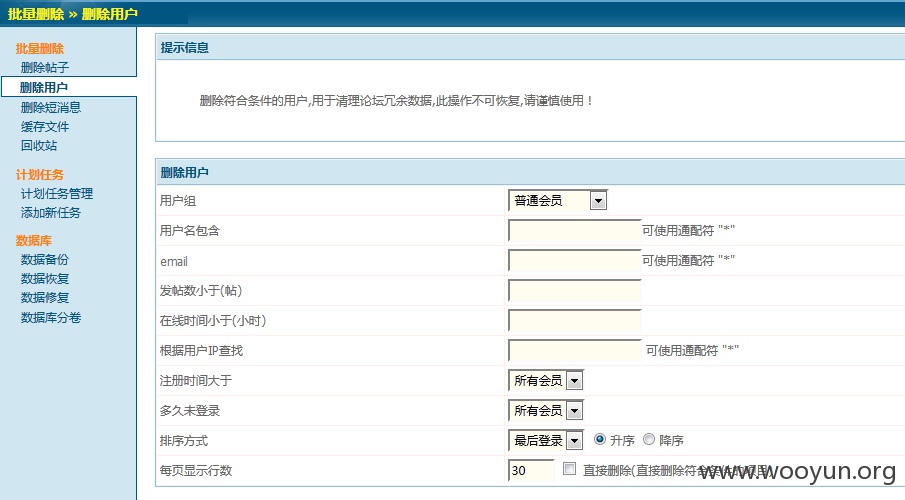 批量删除 » 删除用户
批量删除
删除帖子
删除用户
删除短消息
缓存文件
回收站
计划任务
计划任务管理
添加新任务
数据库
数据备份
数据恢复
数据修复
数据库分卷
提示信息
删除符合条件的用户,用于清理论坛冗余数据,此操作不可恢复,请谨慎使用！
删除用户
用户组 普通会员
用户名包含 可使用通配符 "*"
email 可使用通配符 "*"
发帖数小于(帖)
在线时间小于(小时)
根据用户IP查找 可使用通配符 "*"
注册时间大于 所有会员
多久未登录 所有会员
排序方式 最后登录 升序 降序
每页显示行数 30 直接删除(直接删除符合条件的
www.wooyun.org